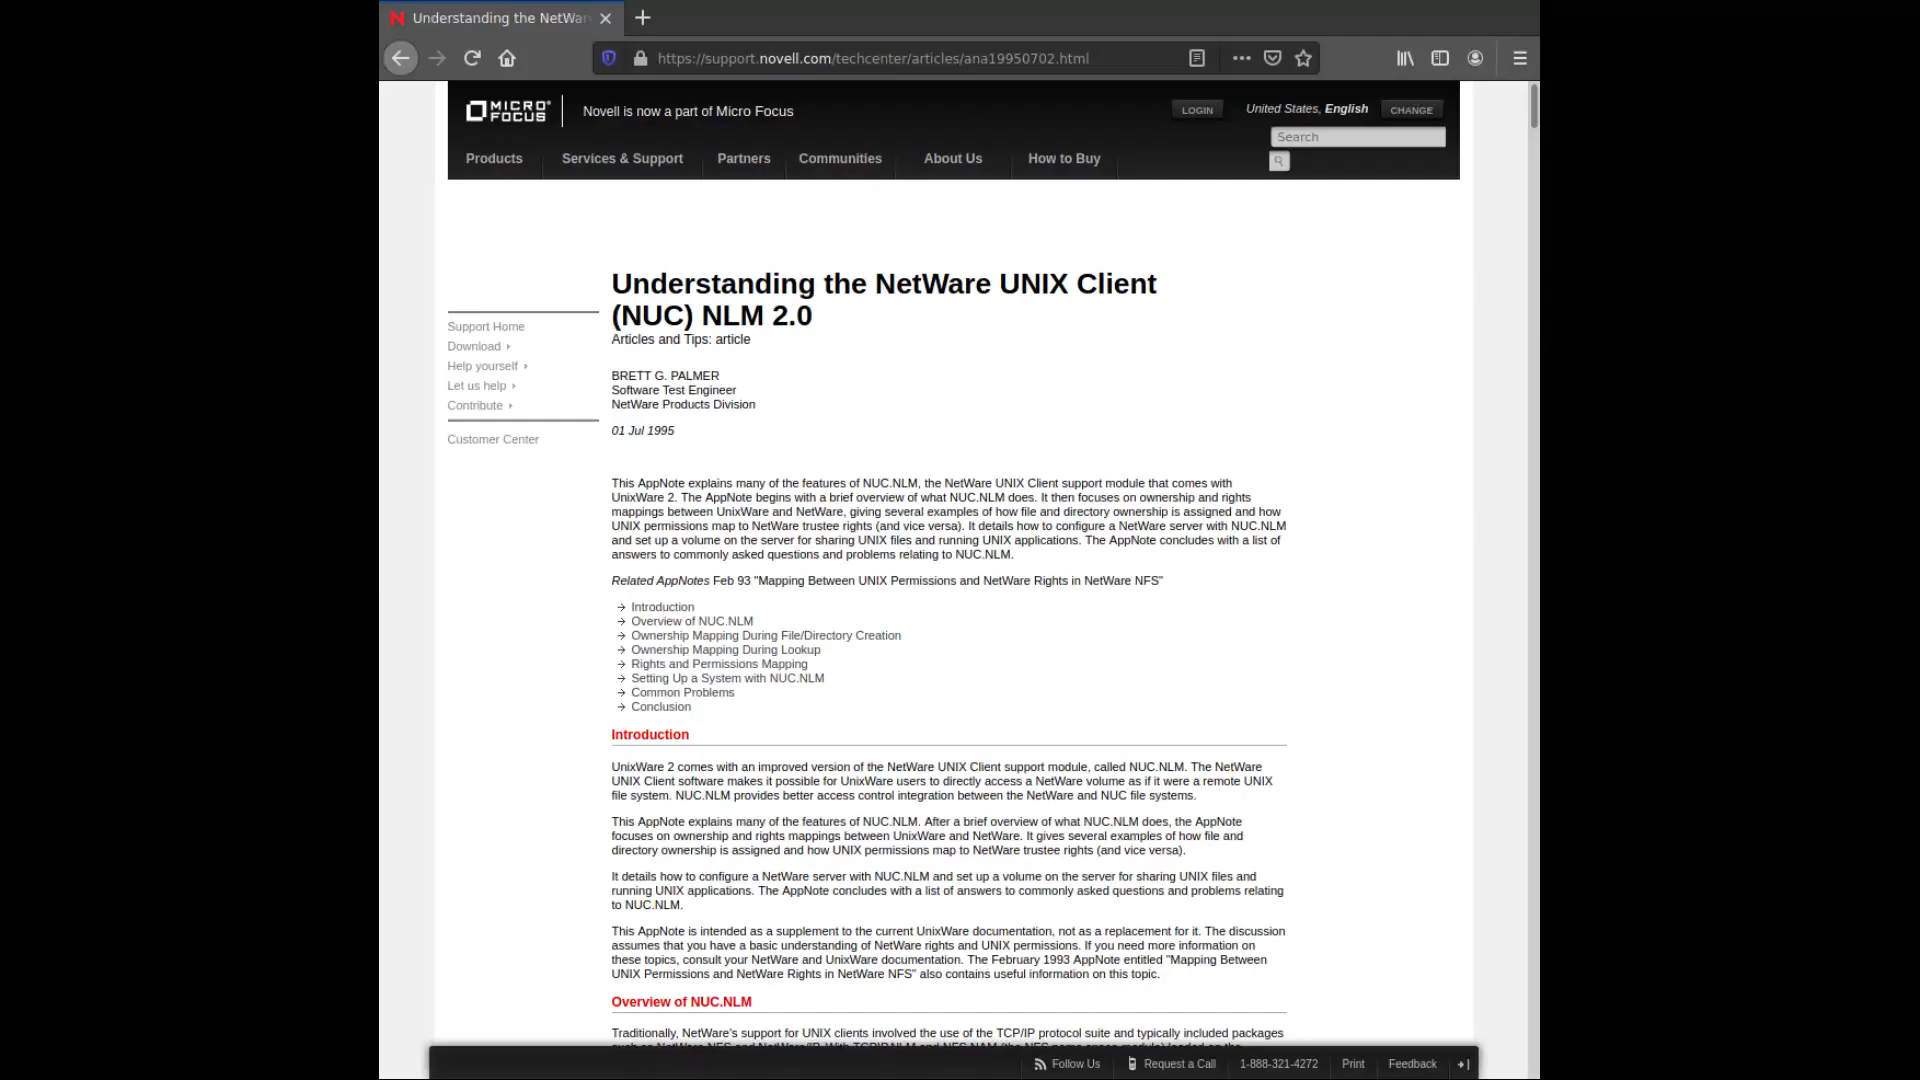 Understanding the NetWar
https://support.novell.com/techcenter/articles/ana19950702.html
MICRO FOCUS
Novell is now a part of Micro Focus
LOGIN
United States, English
CHANGE
Search
Products
Services & Support
Partners
Communities
About Us
How to Buy
Understanding the NetWare UNIX Client
(NUC) NLM 2.0
Articles and Tips: article
Support Home
Download
Help yourself
Let us help
Contribute
Customer Center
BRETT G. PALMER
Software Test Engineer
NetWare Products Division
01 Jul 1995
This AppNote explains many of the features of NUC.NLM, the NetWare UNIX Client support module that comes with
UnixWare 2. The AppNote begins with a brief overview of what NUC.NLM does. It then focuses on ownership and rights
mappings between UnixWare and NetWare, giving several examples of how file and directory ownership is assigned and how
UNIX permissions map to NetWare trustee rights (and vice versa). It details how to configure a NetWare server with NUC.NLM
and set up a volume on the server for sharing UNIX files and running UNIX applications. The AppNote concludes with a list of
answers to commonly asked questions and problems relating to NUC.NLM.
Related AppNotes Feb 93 "Mapping Between UNIX Permissions and NetWare Rights in NetWare NFS"
Introduction
Overview of NUC.NLM
Ownership Mapping During File/Directory Creation
Ownership Mapping During Lookup
Rights and Permissions Mapping
Setting Up a System with NUC.NLM
Common Problems
Conclusion
Introduction
UnixWare 2 comes with an improved version of the NetWare UNIX Client support module, called NUC.NLM. The NetWare
UNIX Client software makes it possible for UnixWare users to directly access a NetWare volume as if it were a remote UNIX
file system. NUC.NLM provides better access control integration between the NetWare and NUC file systems.
This AppNote explains many of the features of NUC.NLM. After a brief overview of what NUC.NLM does, the AppNote
focuses on ownership and rights mappings between UnixWare and NetWare. It gives several examples of how file and
directory ownership is assigned and how UNIX permissions map to NetWare trustee rights (and vice versa).
It details how to configure a NetWare server with NUC.NLM and set up a volume on the server for sharing UNIX files and
running UNIX applications. The AppNote concludes with a list of answers to commonly asked questions and problems relating
to NUC.NLM.
This AppNote is intended as a supplement to the current UnixWare documentation, not as a replacement for it. The discussion
assumes that you have a basic understanding of NetWare rights and UNIX permissions. If you need more information on
these topics, consult your NetWare and UnixWare documentation. The February 1993 AppNote entitled "Mapping Between
UNIX Permissions and NetWare Rights in NetWare NFS" also contains useful information on this topic.
Overview of NUC.NLM
Traditionally, NetWare's support for UNIX clients involved the use of the TCP/IP protocol suite and typically included packages
Follow Us
Request a Call
1-888-321-4272
Print
Feedback